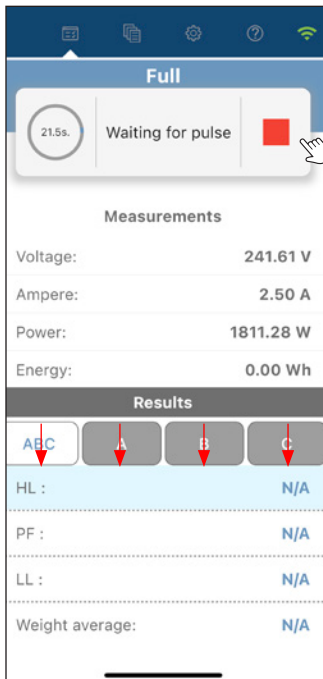 Full
21.5s.
Waiting for pulse
Measurements
Voltage: 241.61 V
Ampere: 2.50 A
Power: 1811.28 W
Energy: 0.00 Wh
Results
ABC A B C
HL : N/A
PF : N/A
LL : N/A
Weight average: N/A